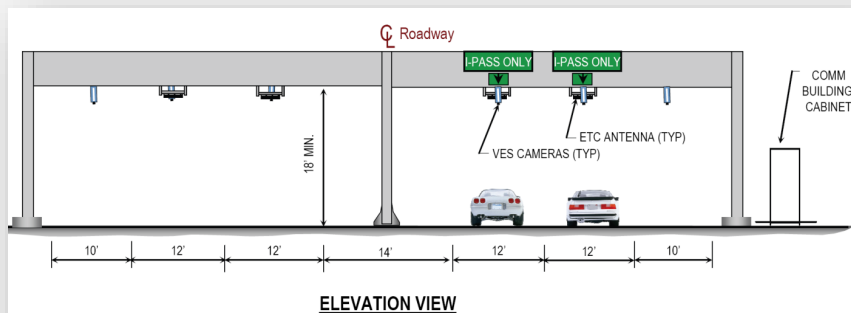 CL Roadway
I-PASS ONLY
I-PASS ONLY
COMM
BUILDING
CABINET
18' MIN.
ETC ANTENNA (TYP)
VES CAMERAS (TYP)
10'
12'
12'
14'
12'
12'
10'
ELEVATION VIEW